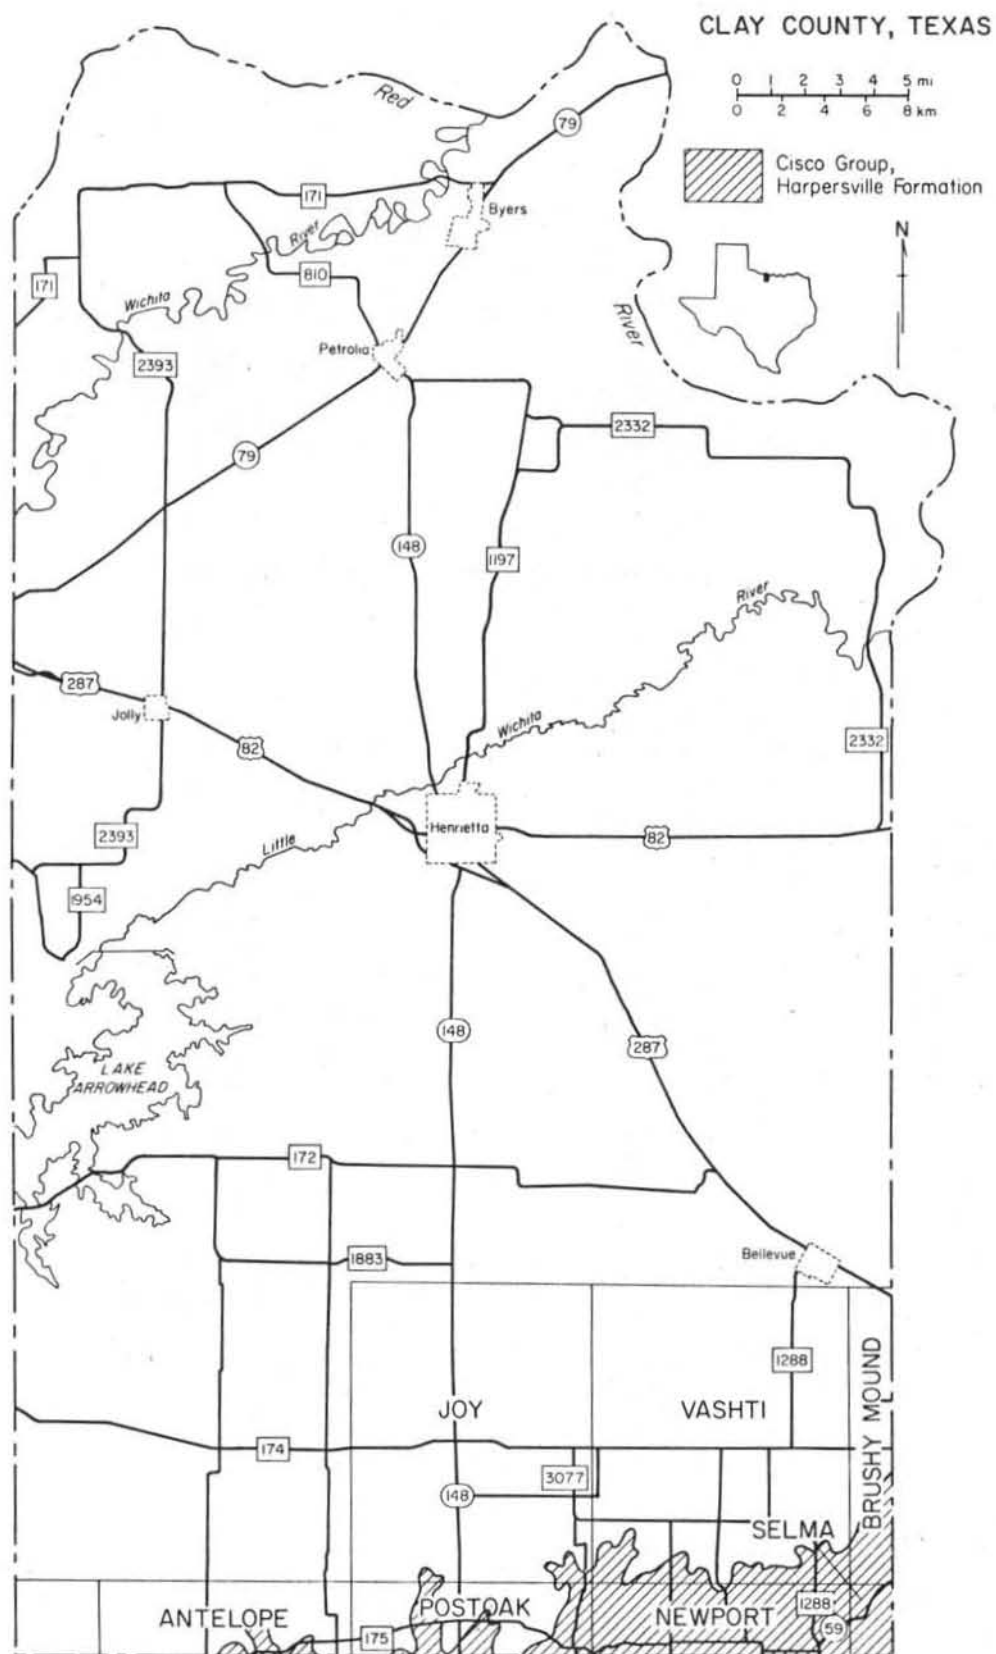 CLAY COUNTY, TEXAS
0 1 2 3 4 5 mi
0 2 4 6 8 km
Cisco Group,
Harpersville Formation
N
Red
79
171
Byers
River
810
171
Wichita
River
Petrolia
2393
2332
79
148
1197
River
287
Jolly
Wichita
82
2332
Henrietta
82
2393
Little
1954
148
287
LAKE
ARROWHEAD
172
Bellevue
1883
1288
BRUSHY MOUND
JOY
VASHTI
174
3077
148
SELMA
ANTELOPE
POSTOAK
NEWPORT
1288
59
175